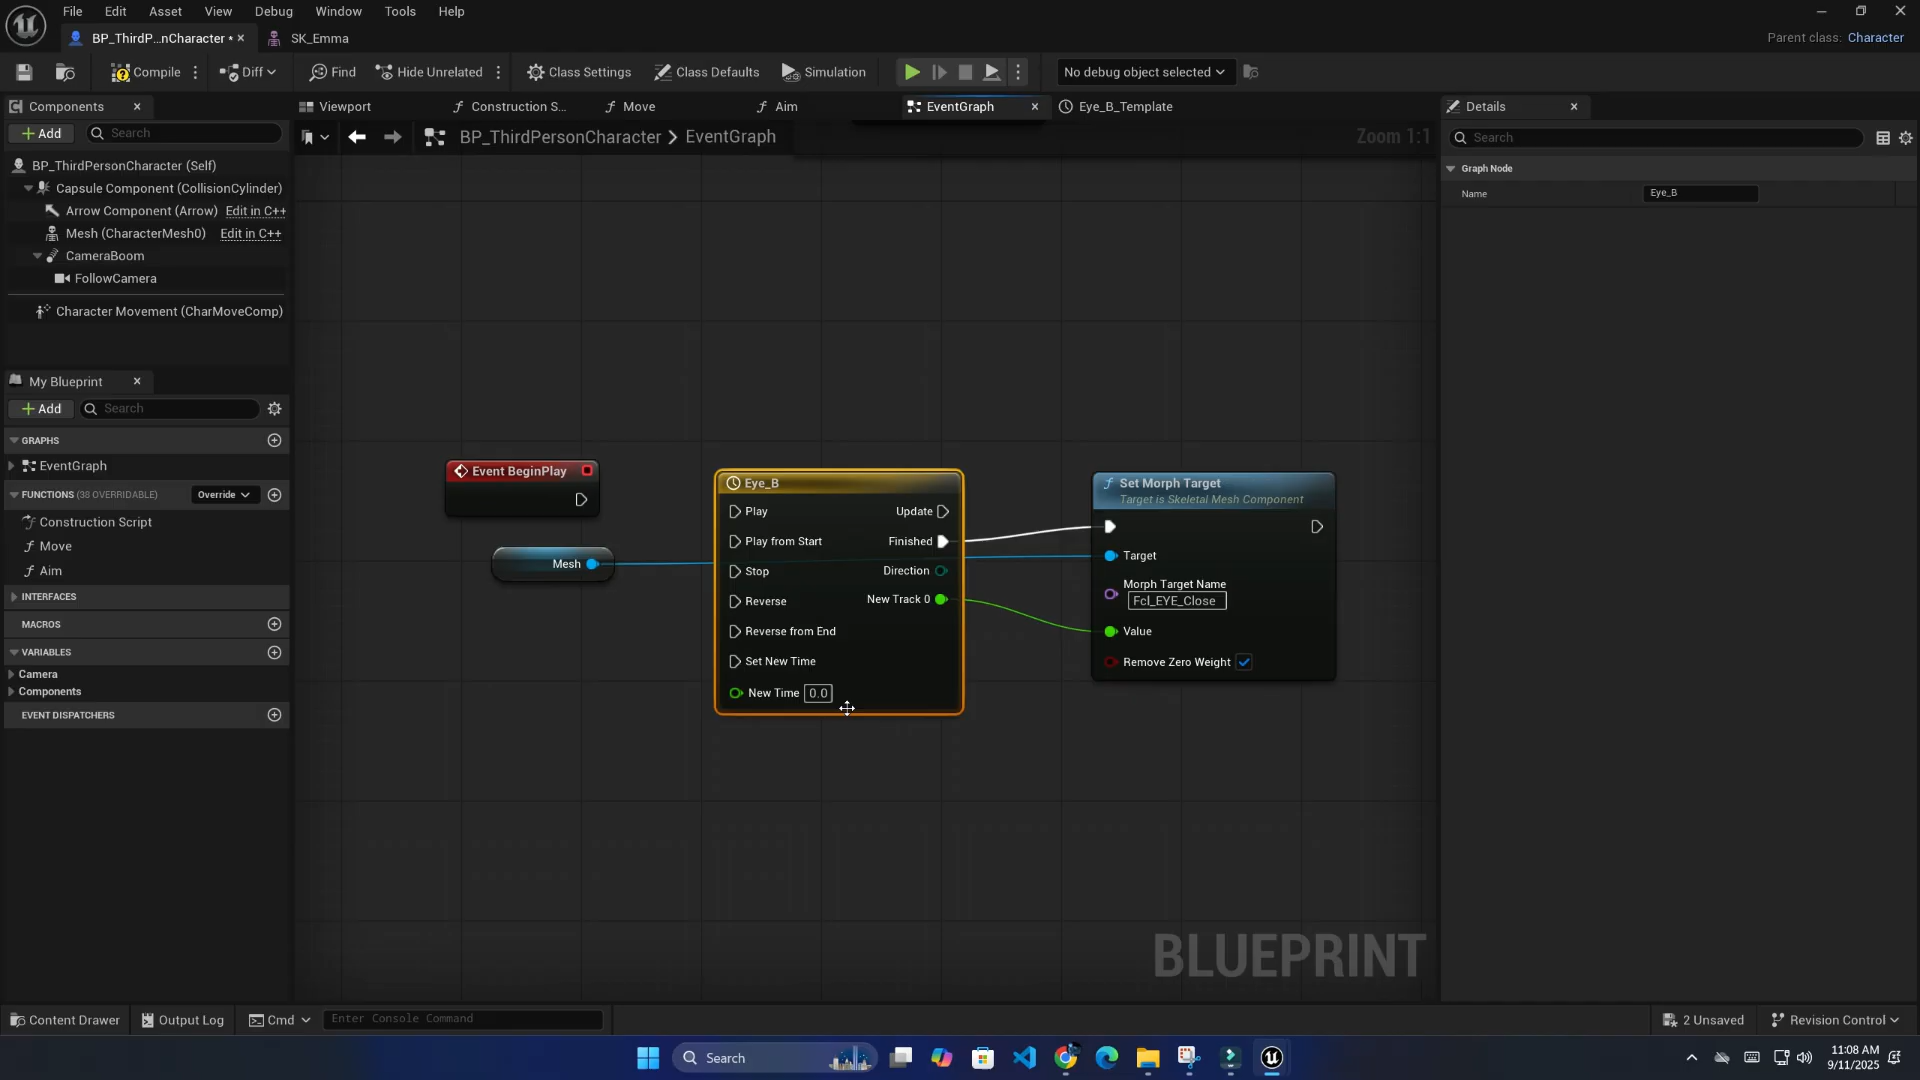 File Edit Asset View Debug Window Tools Help
BP_ThirdP...nCharacter • SK_Emma Parent class: Character
Compile Diff Find Hide Unrelated Class Settings Class Defaults Simulation No debug object selected
Components Viewport Construction S... Move Aim EventGraph Eye_B_Template Details
Add Search BP_ThirdPersonCharacter > EventGraph Zoom 1:1 Search
BP_ThirdPersonCharacter (Self)
Graph Node
Capsule Component (CollisionCylinder)
Name Eye_B
Arrow Component (Arrow) Edit in C++
Mesh (CharacterMesh0) Edit in C++
CameraBoom
FollowCamera
Character Movement (CharMoveComp)
My Blueprint
Add Search
GRAPHS
EventGraph
FUNCTIONS (38 OVERRIDABLE) Override
Construction Script
Move
Aim
INTERFACES
MACROS
VARIABLES
Camera
Components
EVENT DISPATCHERS
Event BeginPlay
Mesh
Eye_B
Play Update
Play from Start Finished
Stop Direction
Reverse New Track 0
Reverse from End
Set New Time
New Time 0.0
Set Morph Target
Target is Skeletal Mesh Component
Target
Morph Target Name
Fcl_EYE_Close
Value
Remove Zero Weight
BLUEPRINT
Content Drawer Output Log Cmd Enter Console Command 2 Unsaved Revision Control
Search
11:08 AM
9/11/2025